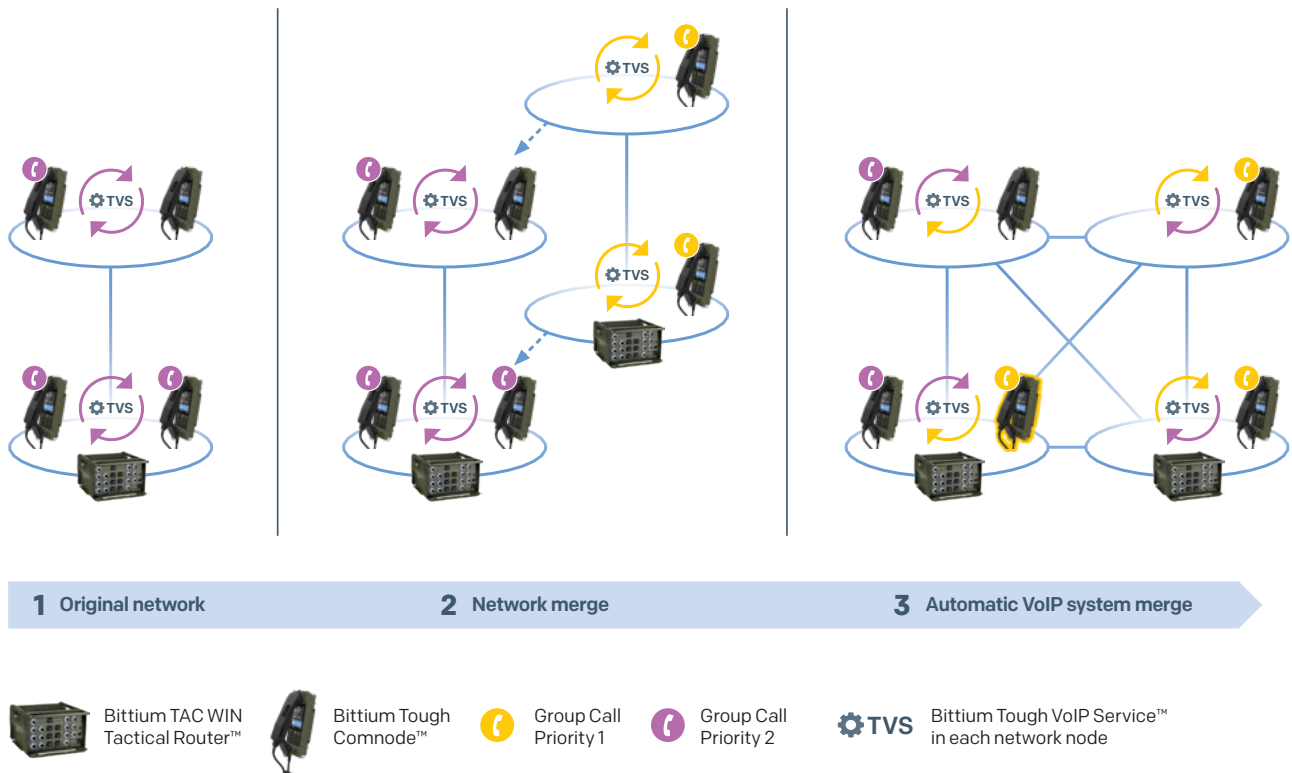 TVS
TVS
TVS
TVS
TVS
TVS
TVS
TVS
TVS
TVS
1 Original network
2 Network merge
3 Automatic VoIP system merge
Bittium TAC WIN
Tactical Router™
Bittium Tough
Comnode™
Group Call
Priority 1
Group Call
Priority 2
TVS
Bittium Tough VoIP Service™
in each network node